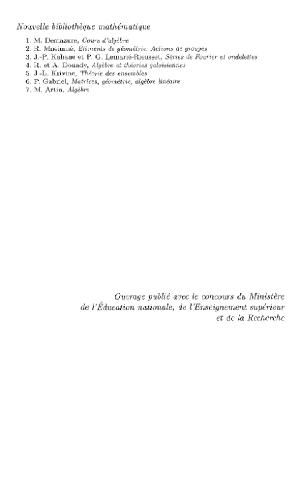 Nouvelle bibliothèque mathématique
1. M. Demazure, Cours d'algèbre
2. R. Mneimné, Eléments de géométrie. Actions de groupes
3. J.-P. Kahane et P. G. Lemarié-Rieusset, Séries de Fourier et ondelettes
4. R. et A. Douady, Algèbre et théories galoisiennes
5. J.-L. Krivine, Théorie des ensembles
6. P. Gabriel, Matrices, géométrie, algèbre linéaire
7. M. Artin, Algèbre
Ouvrage publié avec le concours du Ministère
de l'Éducation nationale, de l'Enseignement supérieur
et de la Recherche